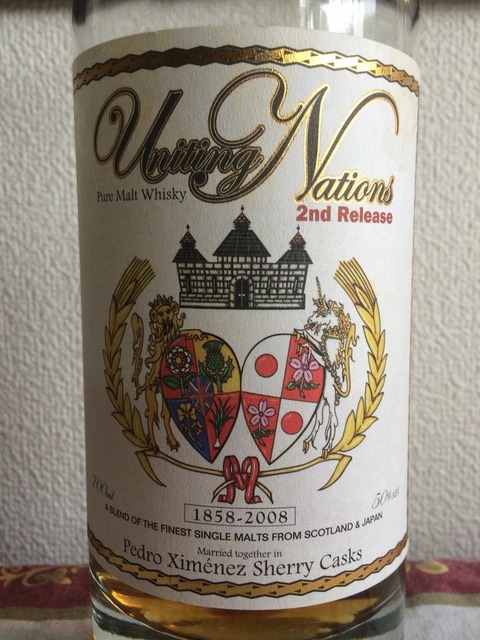 Uniting Nations
Pure Malt Whisky
2nd Release
700ml
50% alc
1858-2008
A BLEND OF THE FINEST SINGLE MALTS FROM SCOTLAND & JAPAN
Married together in
Pedro Ximénez Sherry Casks